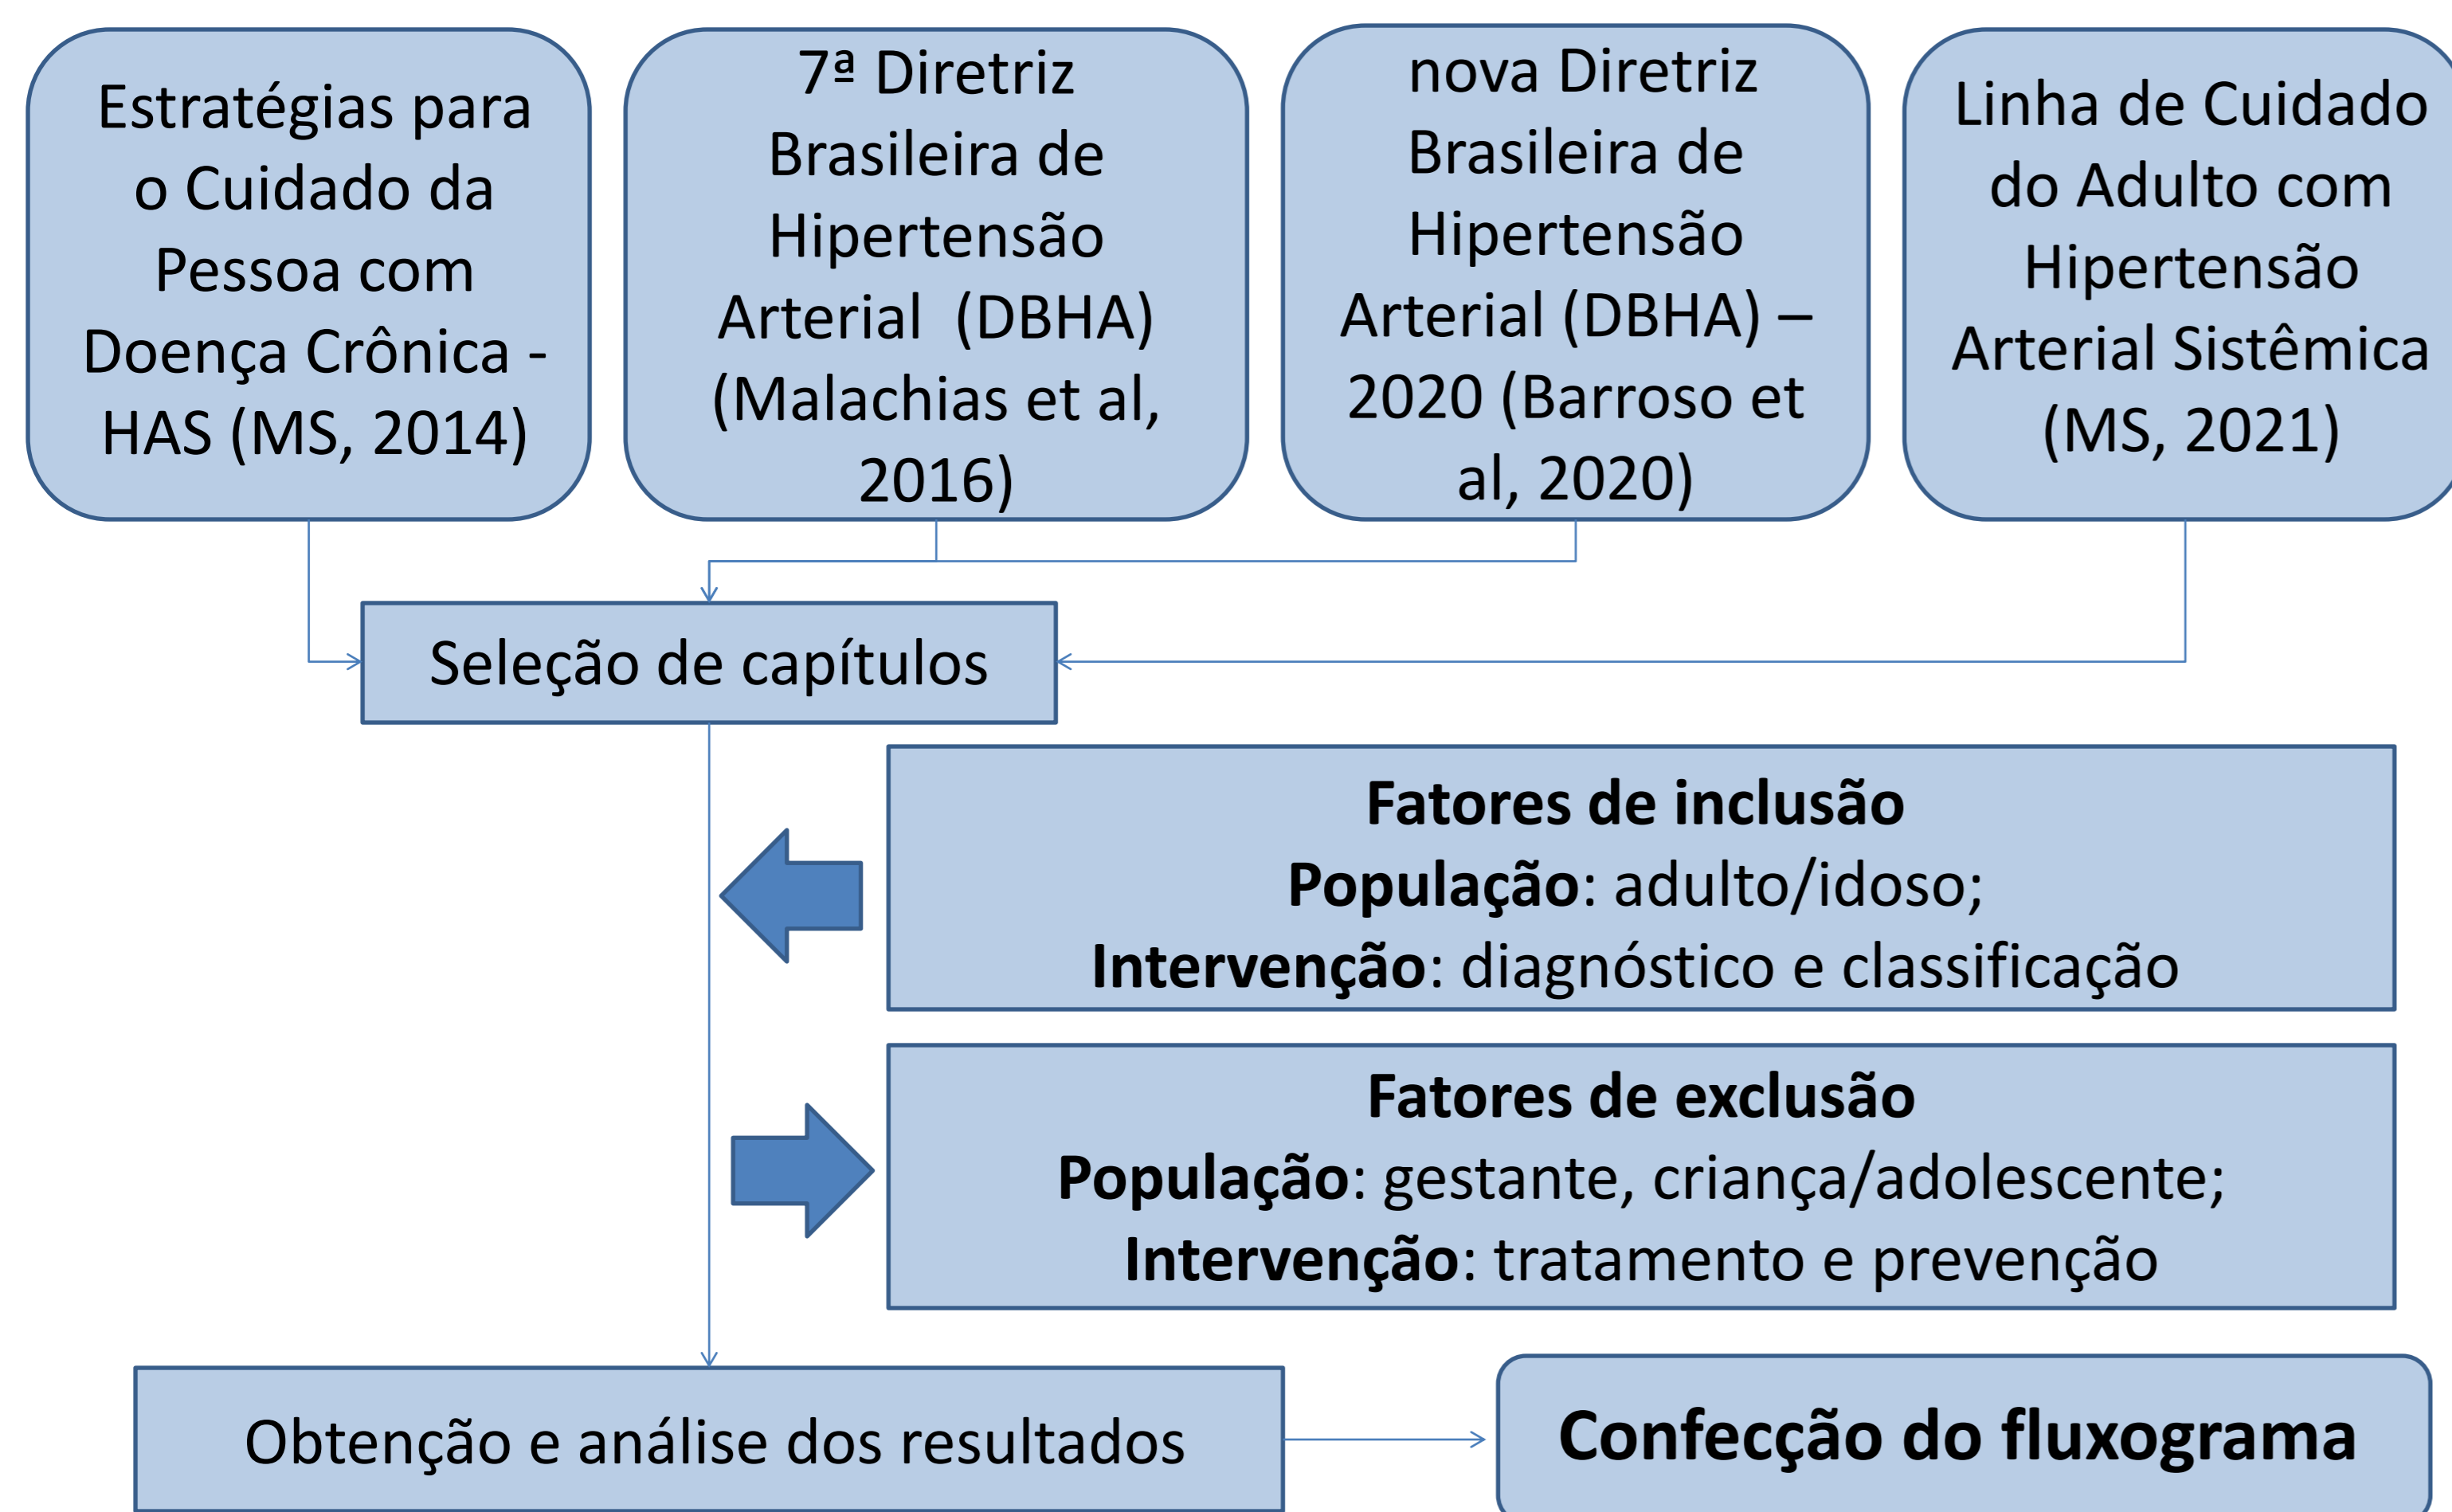 Estratégias para
o Cuidado da
Pessoa com
Doença Crônica -
HAS (MS, 2014)
7ª Diretriz
Brasileira de
Hipertensão
Arterial  (DBHA)
(Malachias et al,
2016)
nova Diretriz
Brasileira de
Hipertensão
Arterial (DBHA) –
2020 (Barroso et
al, 2020)
Linha de Cuidado
do Adulto com
Hipertensão
Arterial Sistêmica
(MS, 2021)
Seleção de capítulos
Fatores de inclusão
População: adulto/idoso;
Intervenção: diagnóstico e classificação
Fatores de exclusão
População: gestante, criança/adolescente;
Intervenção: tratamento e prevenção
Obtenção e análise dos resultados
Confecção do fluxograma